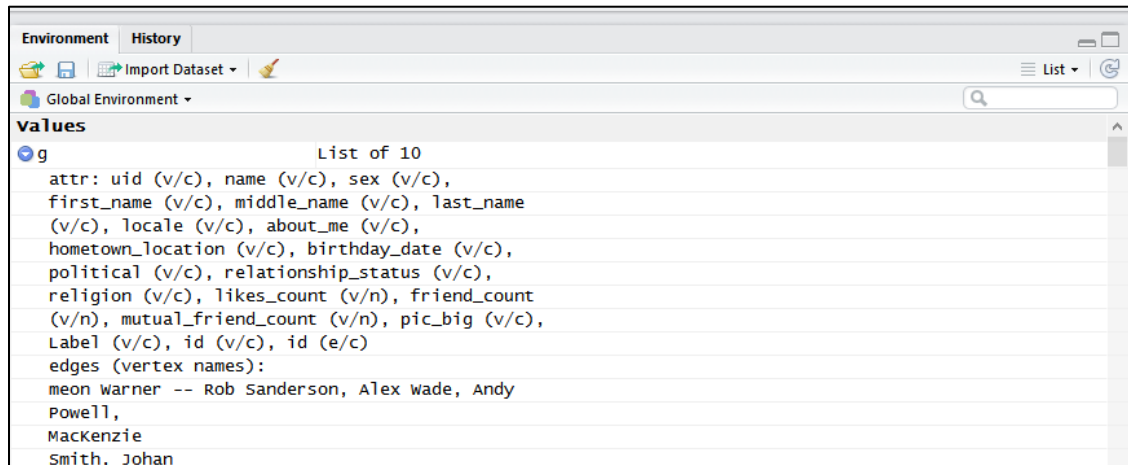 Environment History
Import Dataset List
Global Environment
Values
g List of 10
attr: uid (v/c), name (v/c), sex (v/c),
first_name (v/c), middle_name (v/c), last_name
(v/c), locale (v/c), about_me (v/c),
hometown_location (v/c), birthday_date (v/c),
political (v/c), relationship_status (v/c),
religion (v/c), likes_count (v/n), friend_count
(v/n), mutual_friend_count (v/n), pic_big (v/c),
Label (v/c), id (v/c), id (e/c)
edges (vertex names):
meon Warner -- Rob Sanderson, Alex Wade, Andy
Powell,
MacKenzie
Smith, Johan